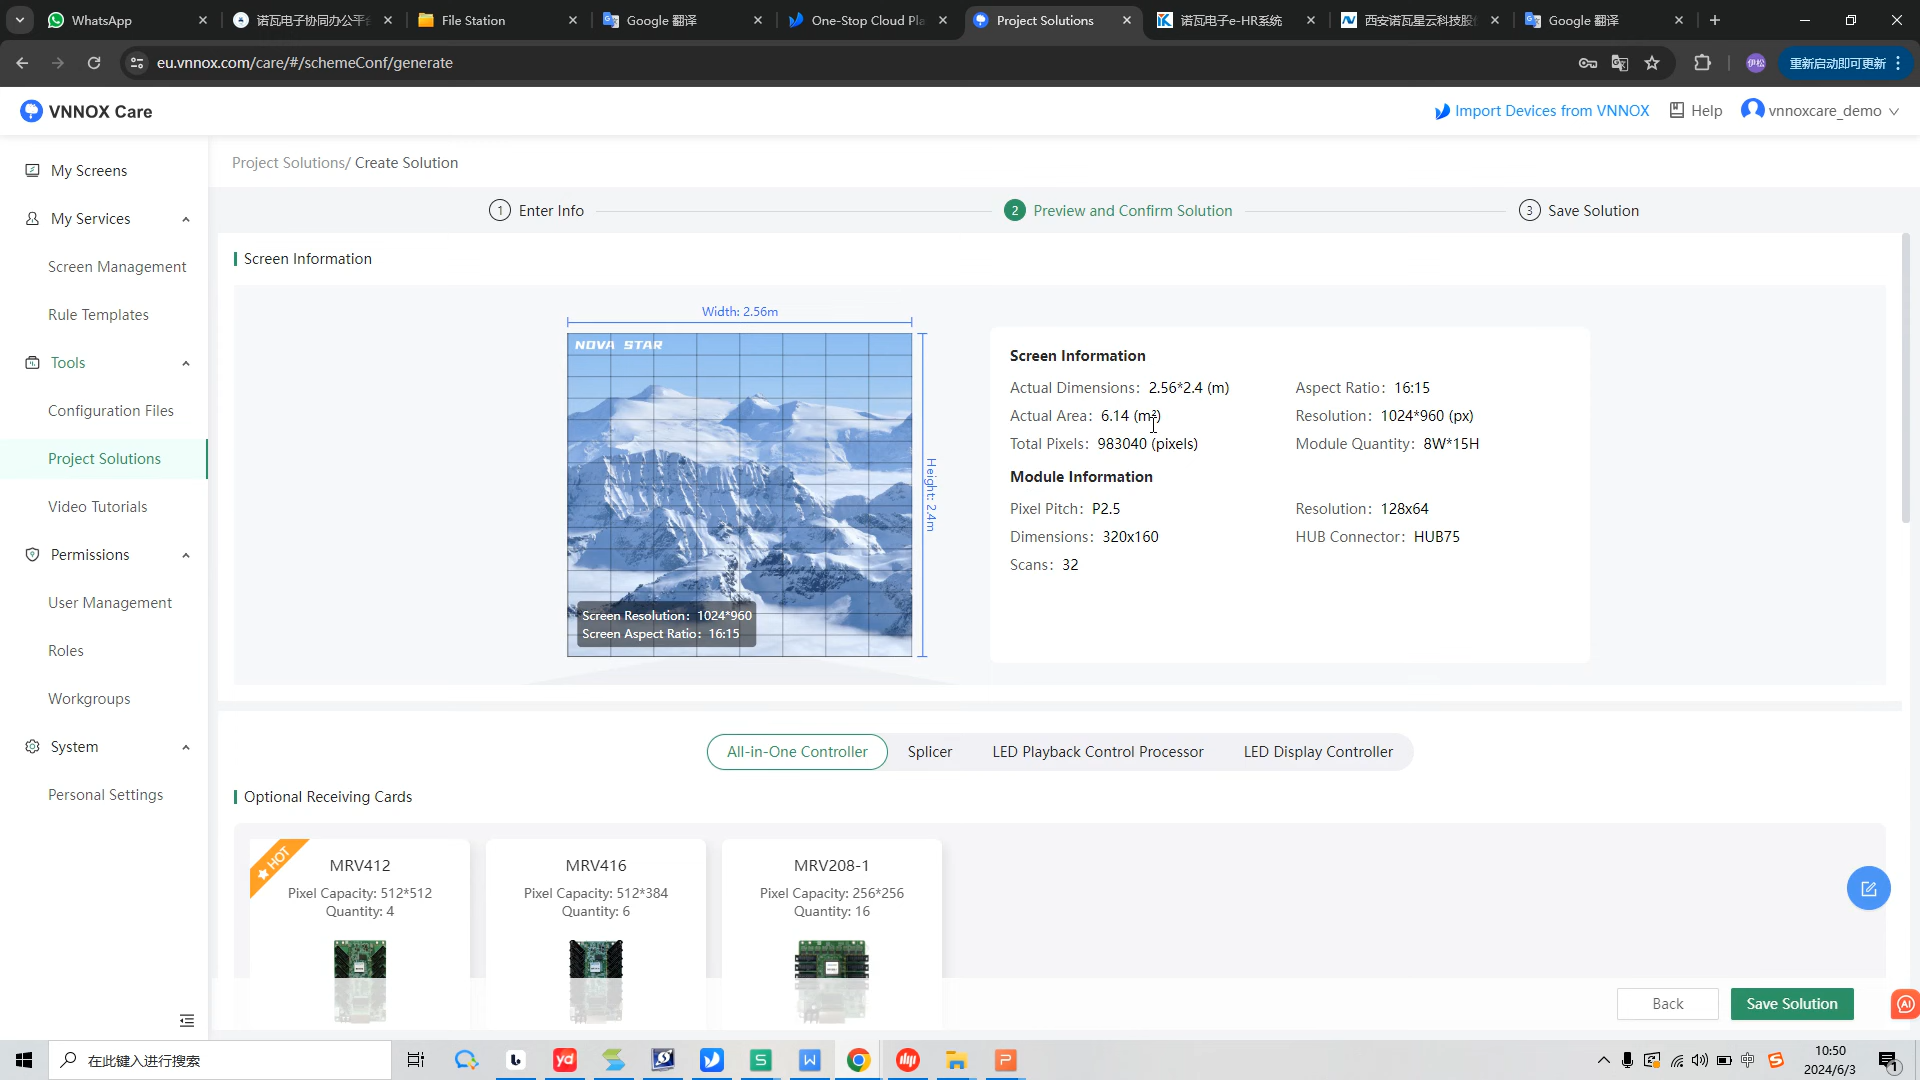 WhatsApp
诺瓦电子协同办公平台
File Station
Google 翻译
One-Stop Cloud Pla
Project Solutions
诺瓦电子e-HR系统
西安诺瓦星云科技股
Google 翻译
eu.vnnox.com/care/#/schemeConf/generate
伊松
重新启动即可更新
VNNOX Care
Import Devices from VNNOX
Help
vnnoxcare_demo
My Screens
My Services
Screen Management
Rule Templates
Tools
Configuration Files
Project Solutions
Video Tutorials
Permissions
User Management
Roles
Workgroups
System
Personal Settings
Project Solutions/ Create Solution
1 Enter Info
2 Preview and Confirm Solution
3 Save Solution
Screen Information
Width: 2.56m
NOVA STAR
Height: 2.4m
Screen Resolution: 1024*960
Screen Aspect Ratio: 16:15
Screen Information
Actual Dimensions: 2.56*2.4 (m)
Aspect Ratio: 16:15
Actual Area: 6.14 (m²)
Resolution: 1024*960 (px)
Total Pixels: 983040 (pixels)
Module Quantity: 8W*15H
Module Information
Pixel Pitch: P2.5
Resolution: 128x64
Dimensions: 320x160
HUB Connector: HUB75
Scans: 32
All-in-One Controller
Splicer
LED Playback Control Processor
LED Display Controller
Optional Receiving Cards
HOT
MRV412
Pixel Capacity: 512*512
Quantity: 4
MRV416
Pixel Capacity: 512*384
Quantity: 6
MRV208-1
Pixel Capacity: 256*256
Quantity: 16
Back
Save Solution
AI
在此键入进行搜索
yd
S
W
P
中
S
10:50
2024/6/3
1